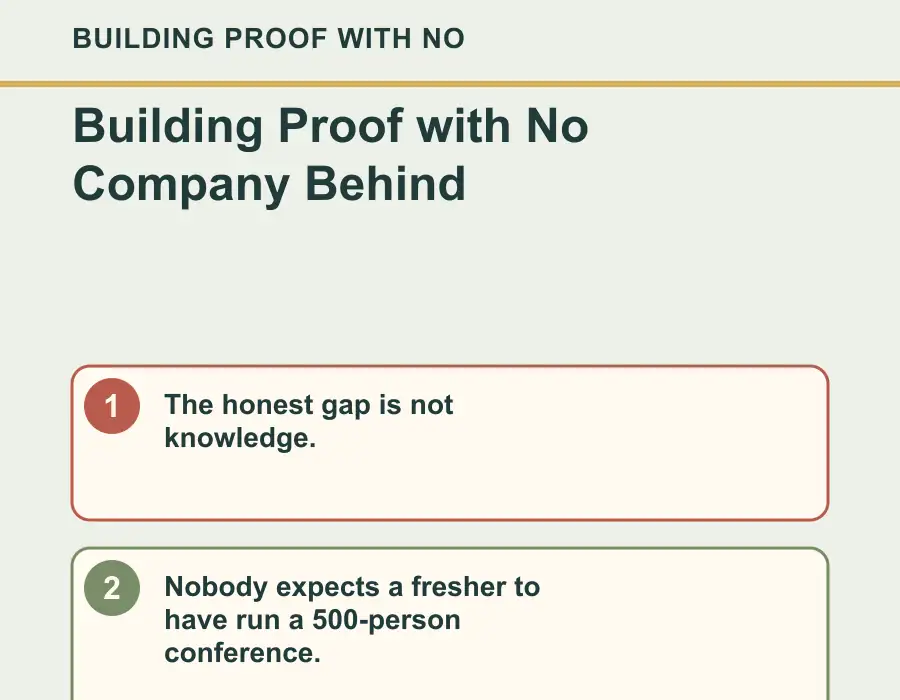 BUILDING PROOF WITH NO
Building Proof with No
Company Behind
1
The honest gap is not
knowledge.
2
Nobody expects a fresher to
have run a 500-person
conference.